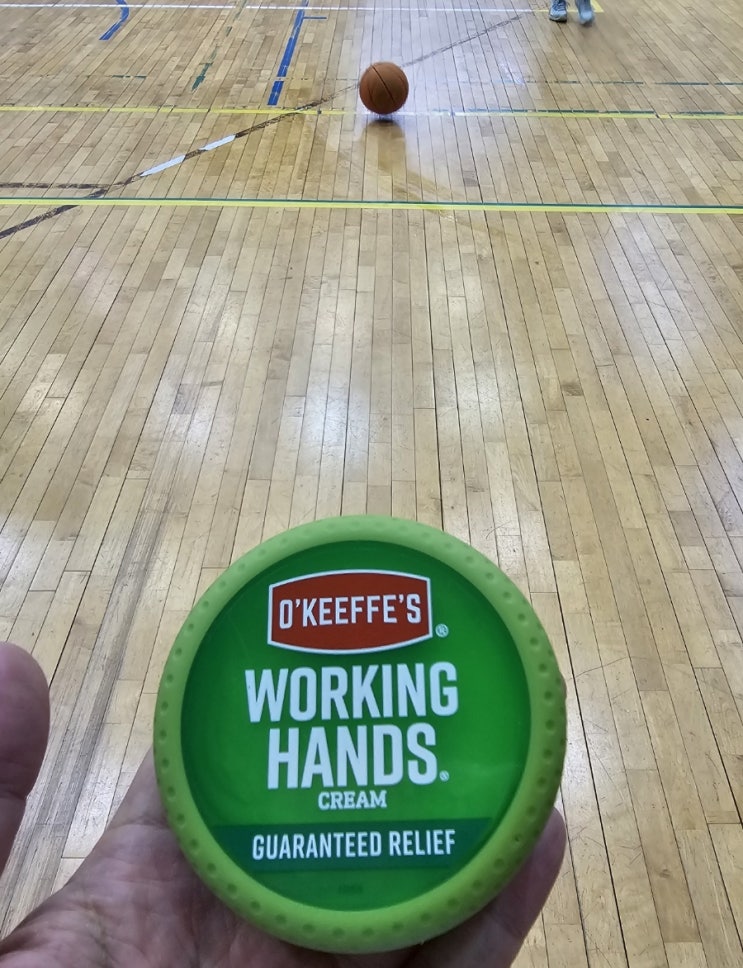 O'KEEFFE'S®
WORKING
HANDS®
CREAM
GUARANTEED RELIEF